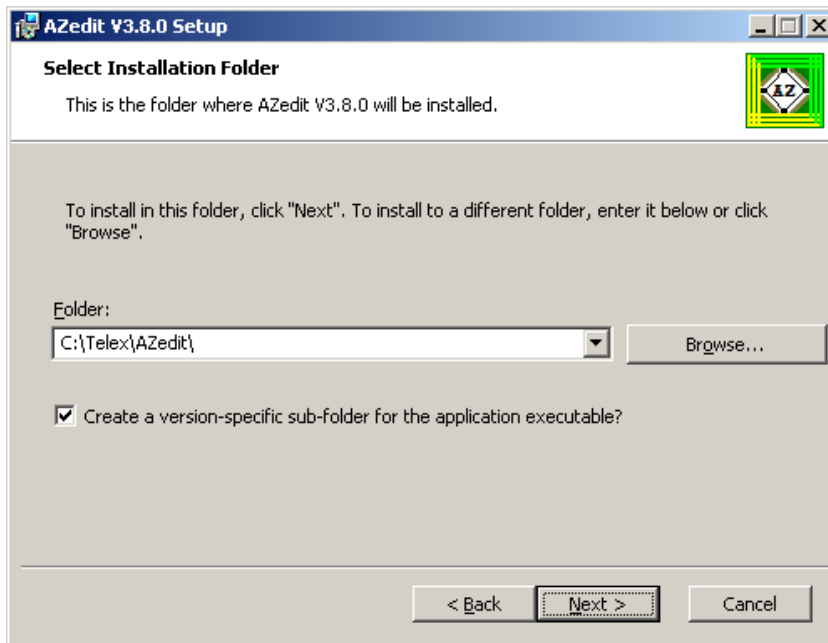 AZedit V3.8.0 Setup
Select Installation Folder
This is the folder where AZedit V3.8.0 will be installed.
AZ
To install in this folder, click "Next". To install to a different folder, enter it below or click
"Browse".
Folder:
C:\Telex\AZedit\
Browse...
Create a version-specific sub-folder for the application executable?
< Back
Next >
Cancel